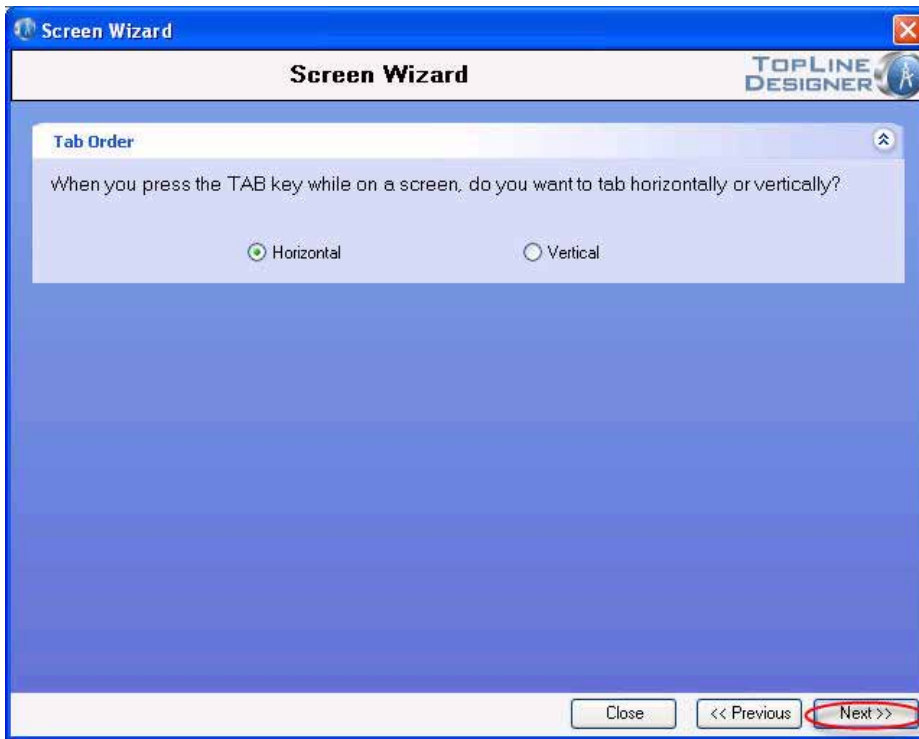 Screen Wizard
Screen Wizard
TOPLINE
DESIGNER
Tab Order
When you press the TAB key while on a screen, do you want to tab horizontally or vertically?
Horizontal Vertical
Close << Previous Next >>